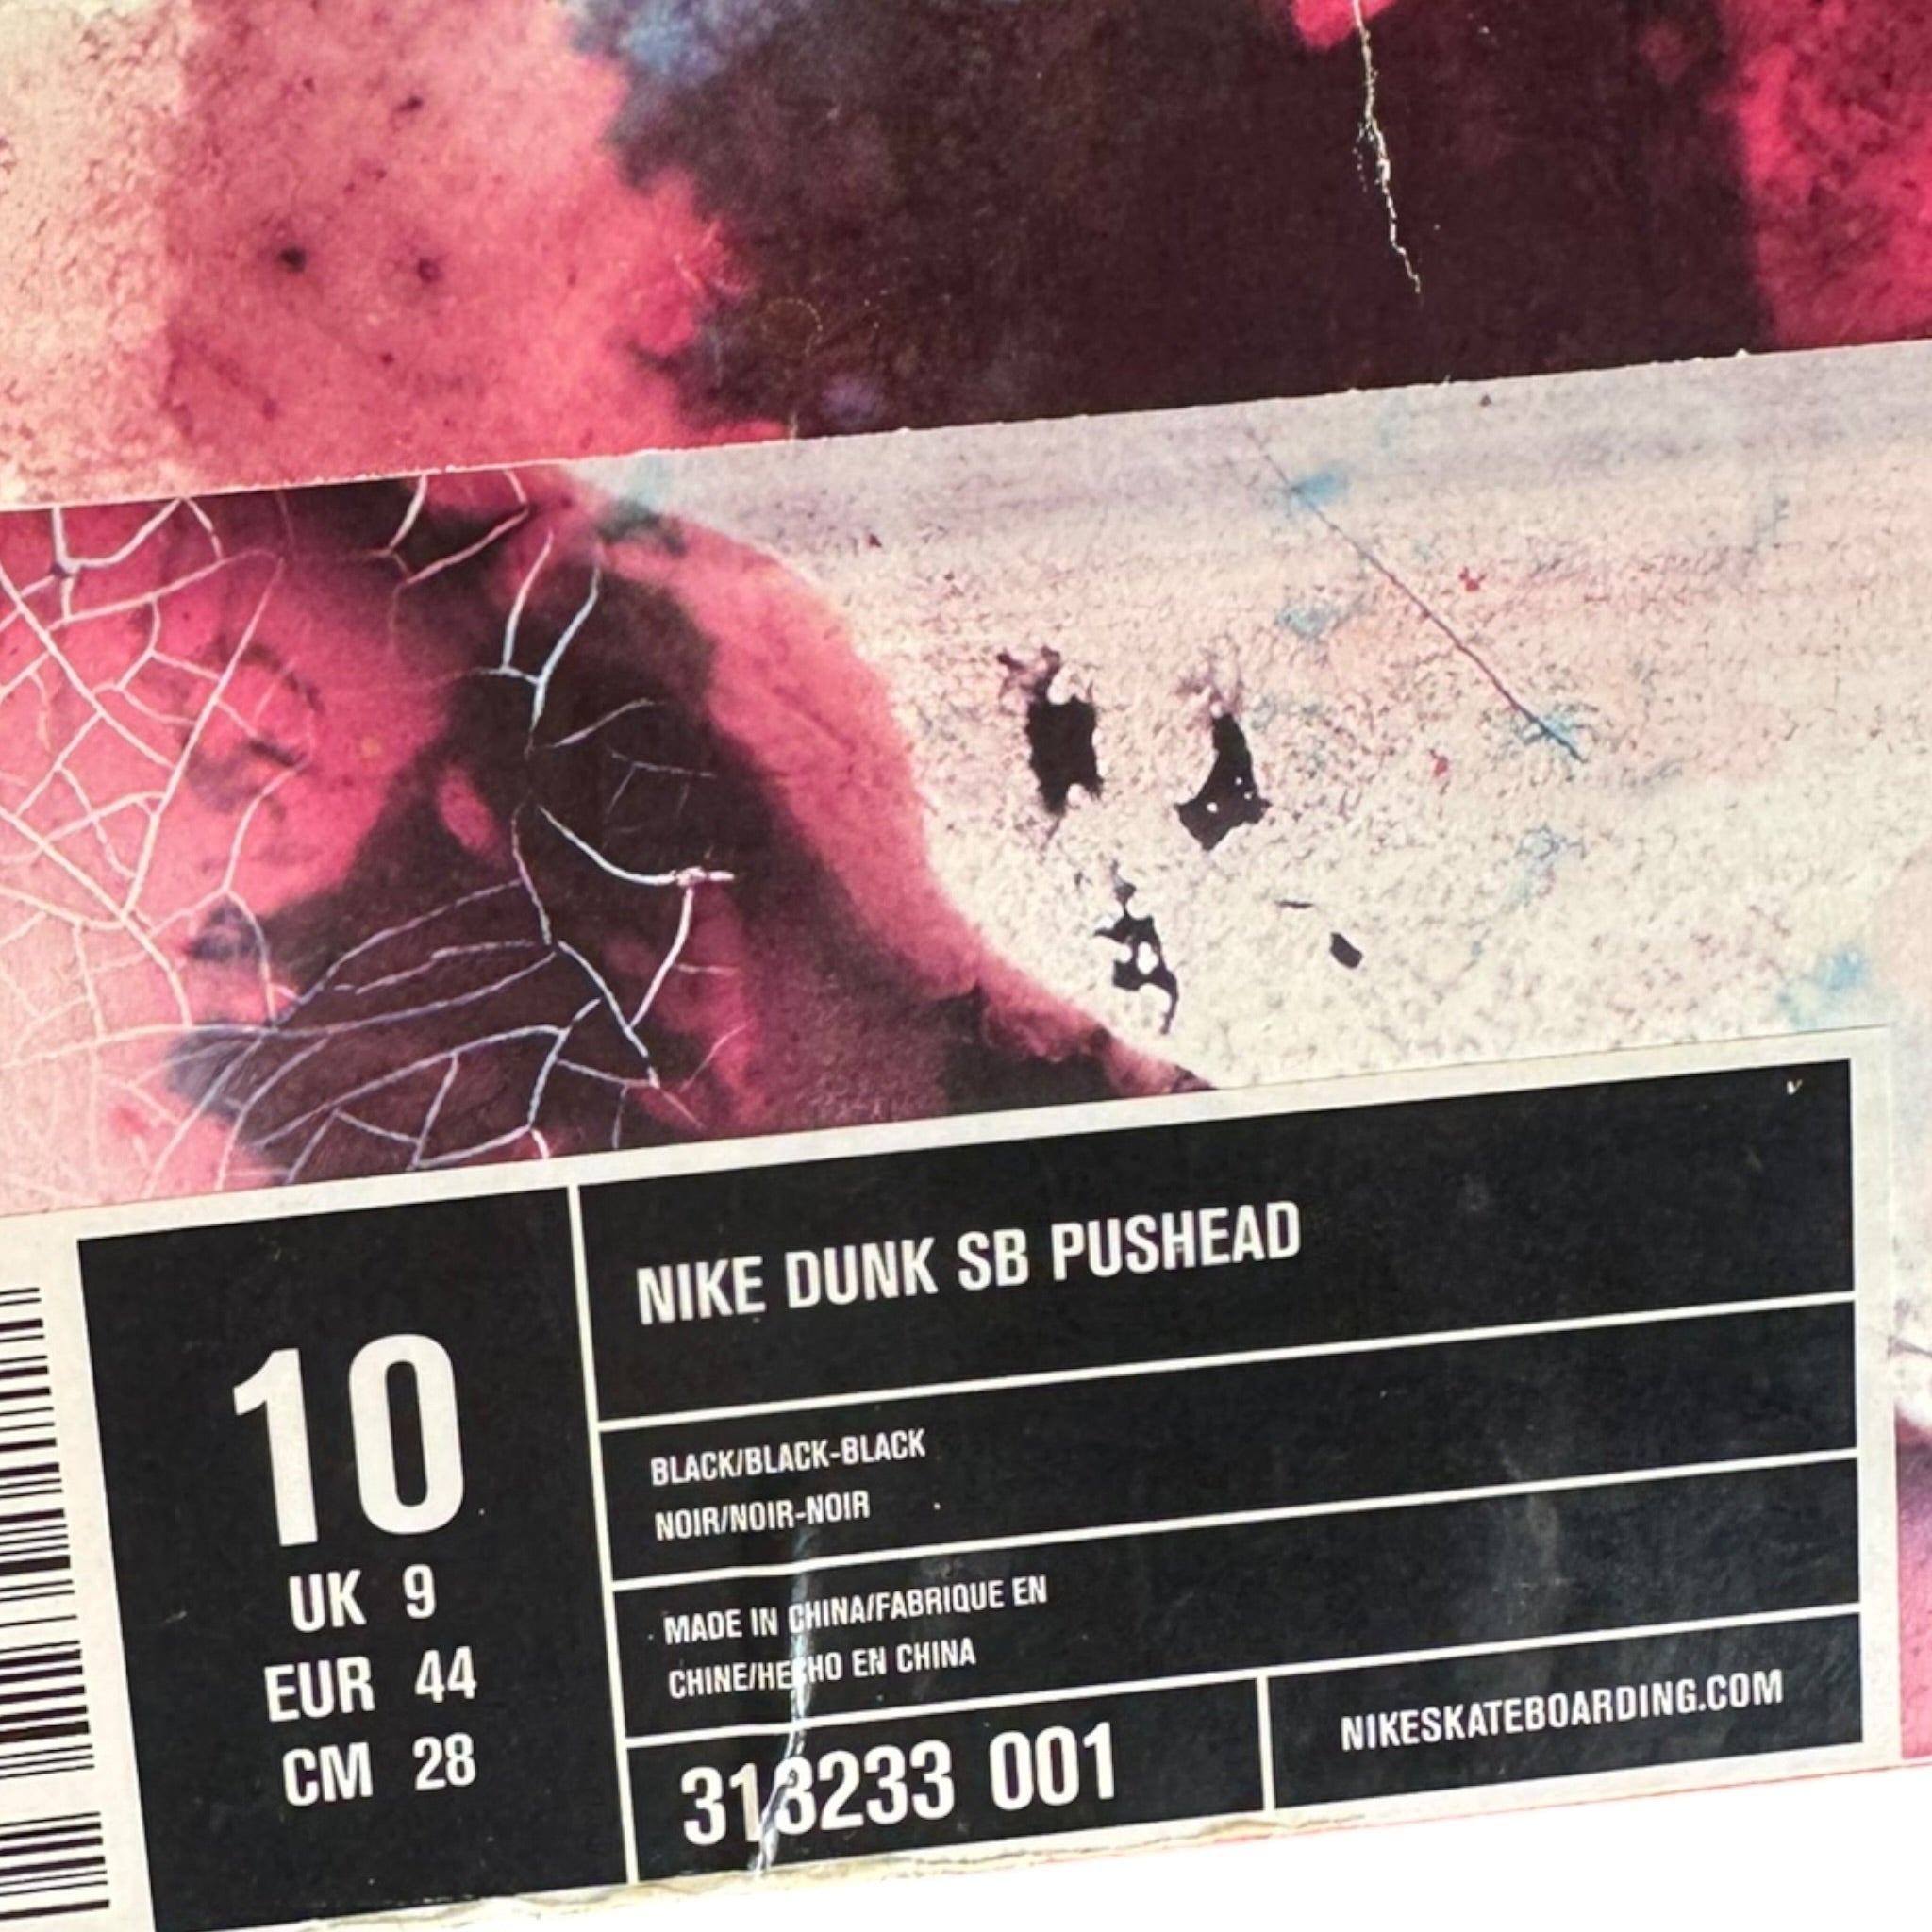 10
UK 9
EUR 44
CM 28
NIKE DUNK SB PUSHEAD
BLACK/BLACK-BLACK
NOIR/NOIR-NOIR
MADE IN CHINA/FABRIQUE EN
CHINE/HECHO EN CHINA
313233 001
NIKESKATEBOARDING.COM